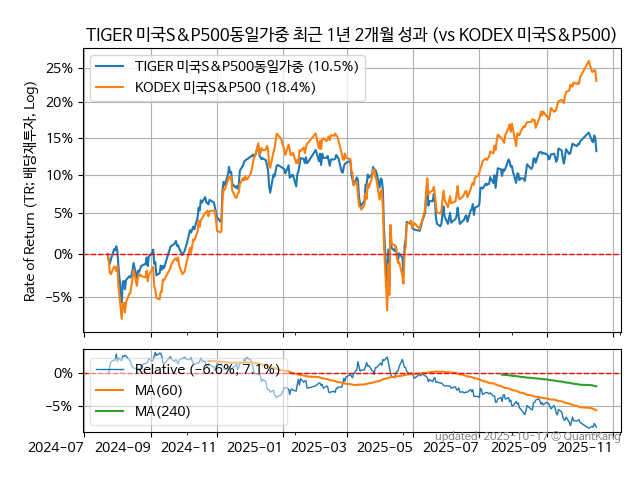 TIGER 미국S&P500동일가중 최근 1년 2개월 성과 (vs KODEX 미국S&P500)
TIGER 미국S&P500동일가중 (10.5%)
KODEX 미국S&P500 (18.4%)
Rate of Return (TR: 배당재투자, Log)
25%
20%
15%
10%
5%
0%
−5%
Relative (−6.6%, 7.1%)
MA(60)
MA(240)
0%
−5%
2024−07 2024−09 2024−11 2025−01 2025−03 2025−05 2025−07 2025−09 2025−11
updated: 2025-10-17 © QuantKang